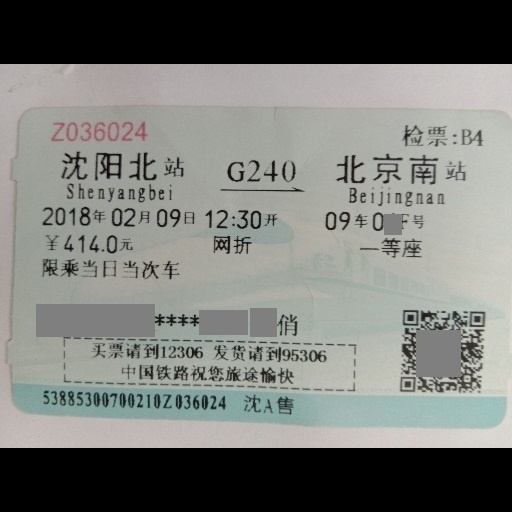 Z036024 检票:B4
沈阳北站 G240 北京南站
Shenyangbei Beijingnan
2018年02月09日 12:30开 09车0 F号
￥414.0元 网折 一等座
限乘当日当次车
****俏
买票请到12306 发货请到95306
中国铁路祝您旅途愉快
53885300700210Z036024 沈A售